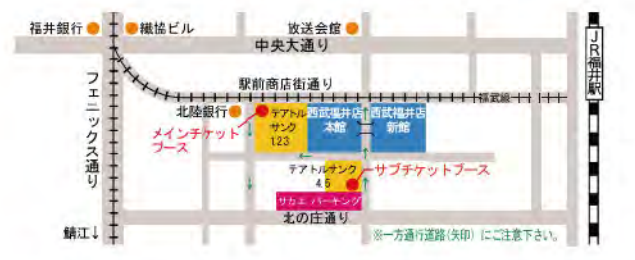 福井銀行
繊協ビル
放送会館
中央大通り
JR福井駅
フェニックス通り
駅前商店街通り
福武線
北陸銀行
テアトル
サンク
1.2.3
西武福井店
本館
西武福井店
新館
メインチケット
ブース
テアトルサンク
4.5
サブチケットブース
サカエ パーキング
北の庄通り
鯖江↓
※一方通行道路(矢印)にご注意下さい。